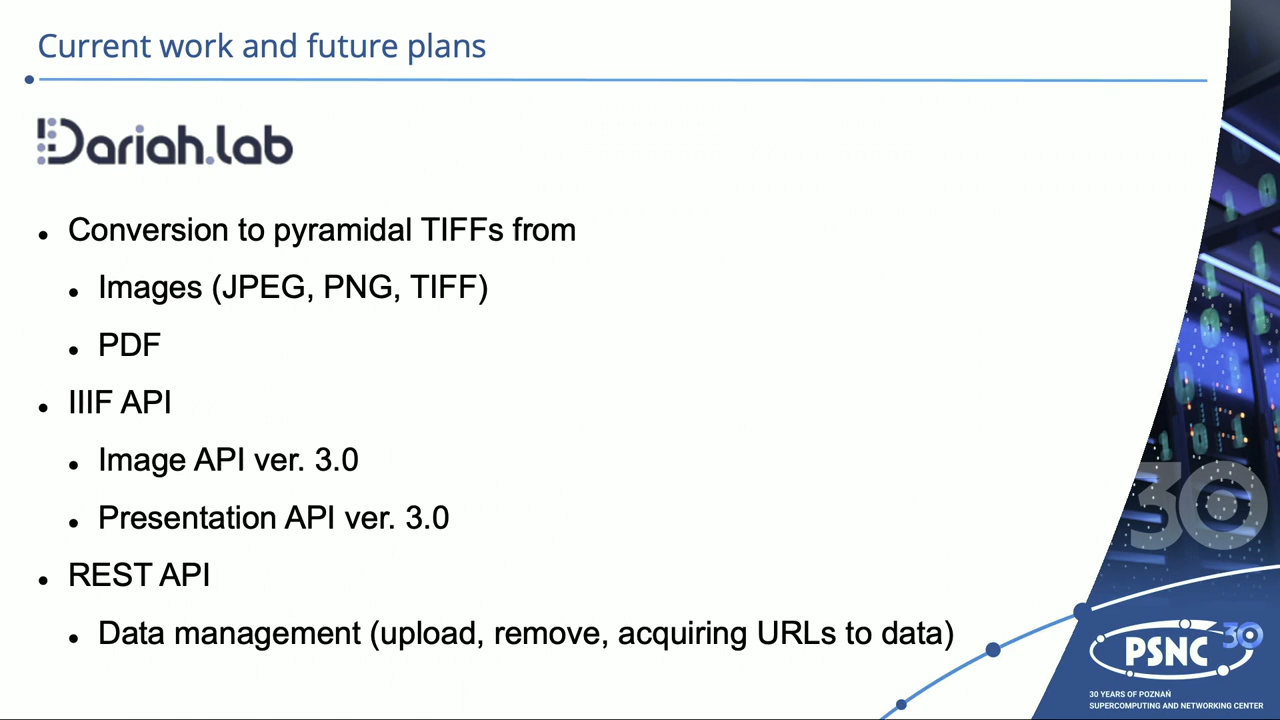 Current work and future plans
Dariah.lab
• Conversion to pyramidal TIFFs from
• Images (JPEG, PNG, TIFF)
• PDF
• IIIF API
• Image API ver. 3.0
• Presentation API ver. 3.0
• REST API
• Data management (upload, remove, acquiring URLs to data)
30
PSNC 30
30 YEARS OF POZNAŃ
SUPERCOMPUTING AND NETWORKING CENTER